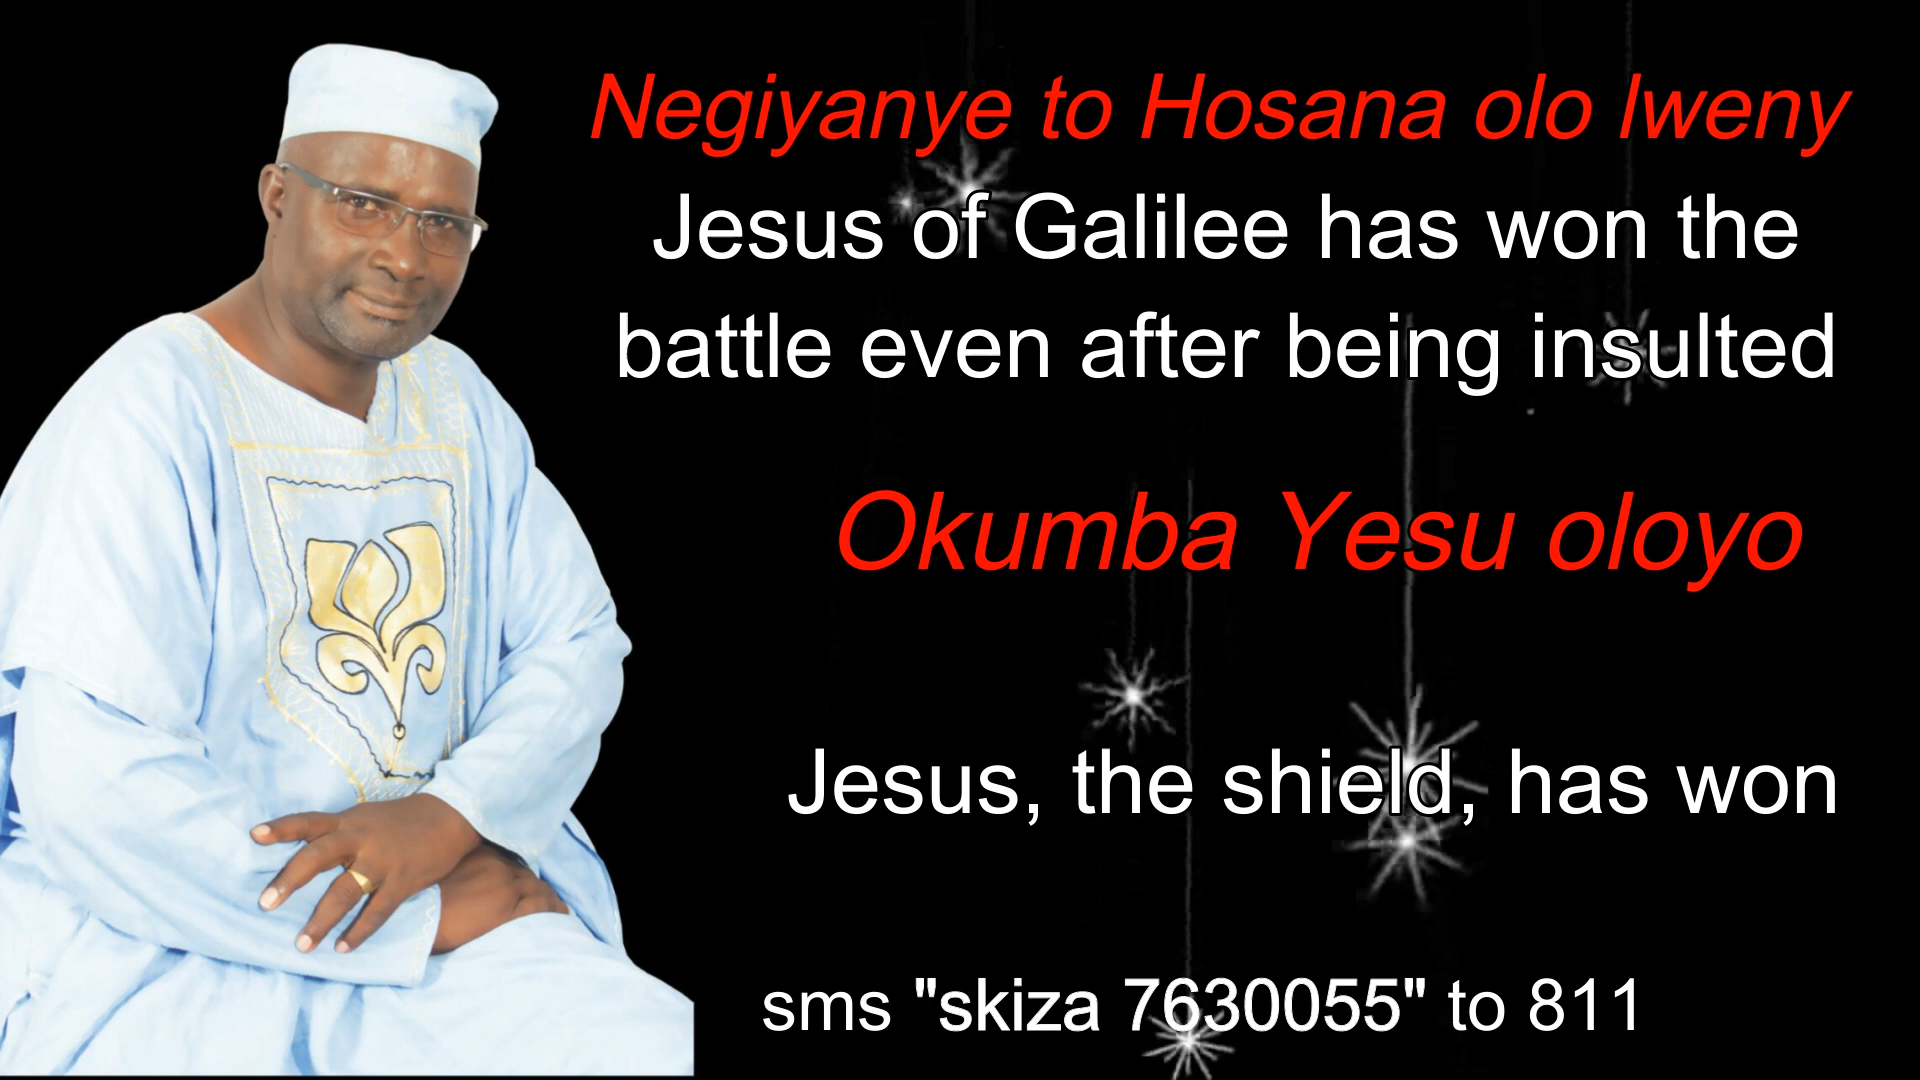 Negiyanye to Hosana olo lweny
Jesus of Galilee has won the
battle even after being insulted
Okumba Yesu oloyo
Jesus, the shield, has won
sms "skiza 7630055" to 811